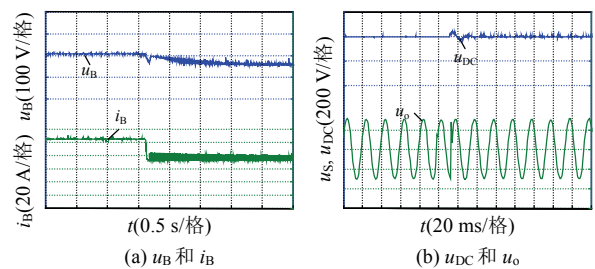 u_B(100 V/格)
i_B(20 A/格)
u_B
i_B
t(0.5 s/格)
(a) u_B 和 i_B
u_S, u_DC(200 V/格)
u_DC
u_o
t(20 ms/格)
(b) u_DC 和 u_o